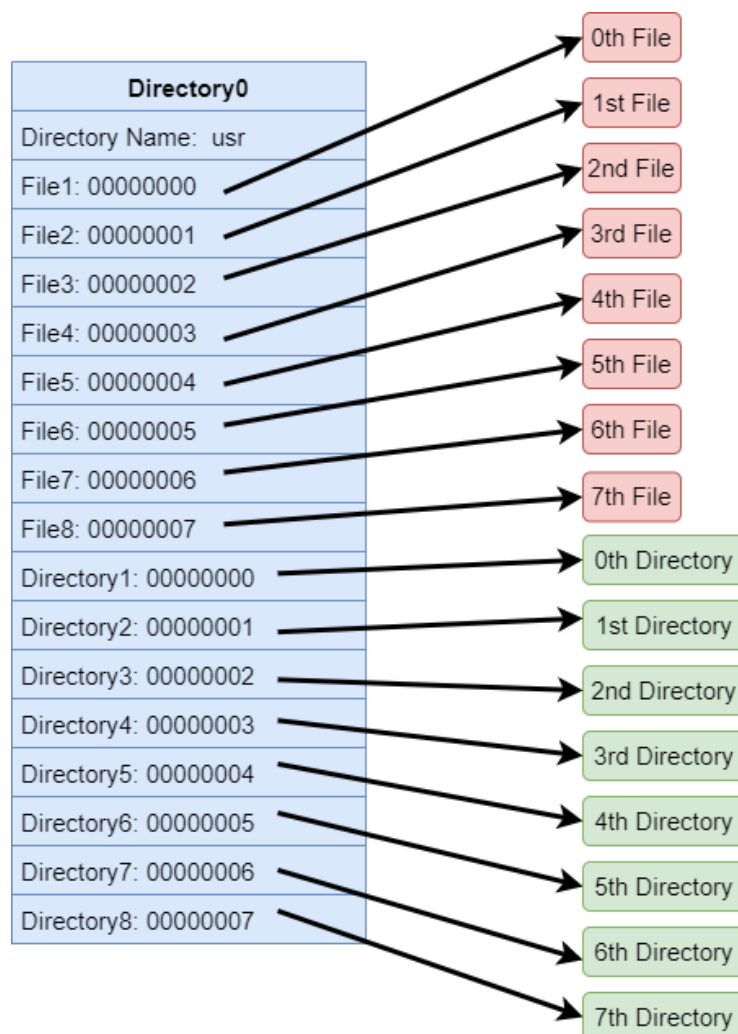 Directory0
Directory Name: usr
File1: 00000000
File2: 00000001
File3: 00000002
File4: 00000003
File5: 00000004
File6: 00000005
File7: 00000006
File8: 00000007
Directory1: 00000000
Directory2: 00000001
Directory3: 00000002
Directory4: 00000003
Directory5: 00000004
Directory6: 00000005
Directory7: 00000006
Directory8: 00000007
0th File
1st File
2nd File
3rd File
4th File
5th File
6th File
7th File
0th Directory
1st Directory
2nd Directory
3rd Directory
4th Directory
5th Directory
6th Directory
7th Directory